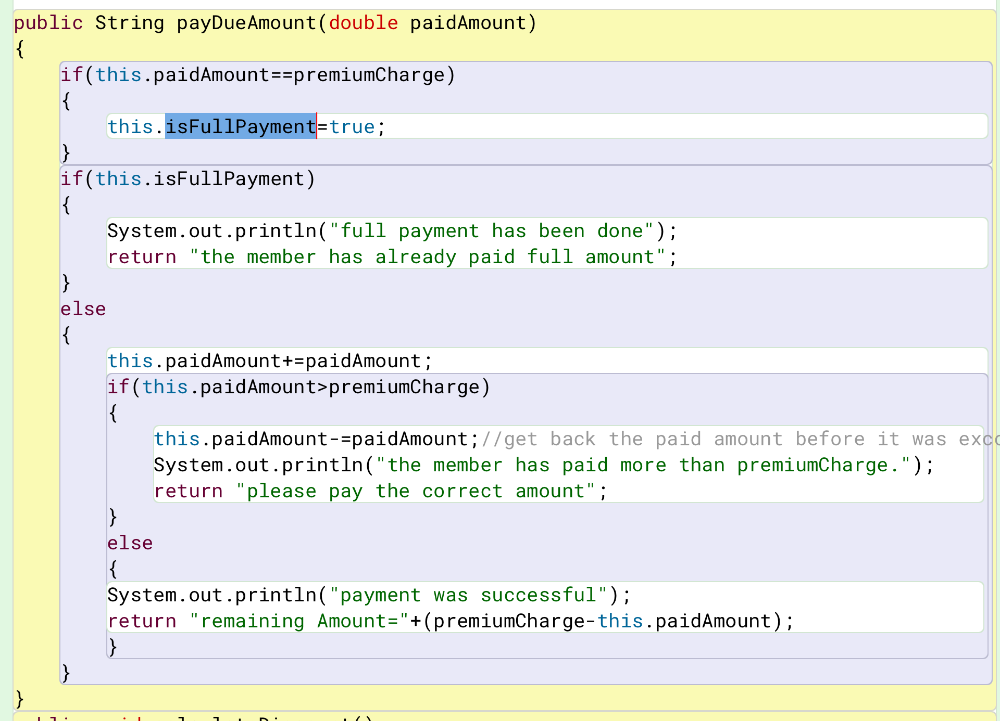 public String payDueAmount(double paidAmount)
{
if(this.paidAmount==premiumCharge)
{
this.isFullPayment=true;
}
if(this.isFullPayment)
{
System.out.println("full payment has been done");
return "the member has already paid full amount";
}
else
{
this.paidAmount+=paidAmount;
if(this.paidAmount>premiumCharge)
{
this.paidAmount-=paidAmount;//get back the paid amount before it was
System.out.println("the member has paid more than premiumCharge.");
return "please pay the correct amount";
}
else
{
System.out.println("payment was successful");
return "remaining Amount="+(premiumCharge-this.paidAmount);
}
}
}